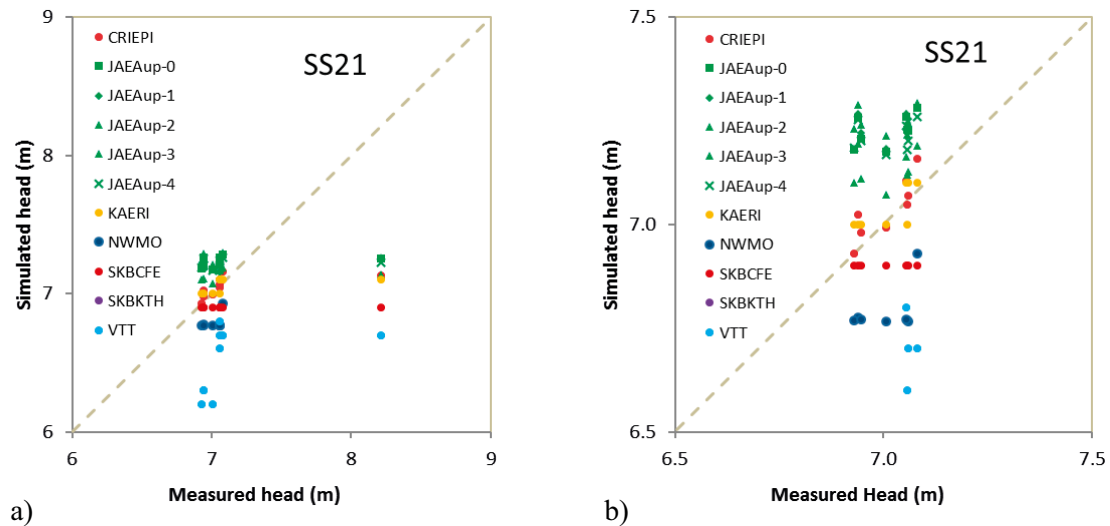 9
8
7
6
6
7
8
9
Simulated head (m)
Measured head (m)
SS21
CRIEPI
JAEAup-0
JAEAup-1
JAEAup-2
JAEAup-3
JAEAup-4
KAERI
NWMO
SKBCFE
SKBKTH
VTT
a)
7.5
7.0
6.5
6.5
7.0
7.5
Simulated head (m)
Measured Head (m)
SS21
CRIEPI
JAEAup-0
JAEAup-1
JAEAup-2
JAEAup-3
JAEAup-4
KAERI
NWMO
SKBCFE
SKBKTH
VTT
b)